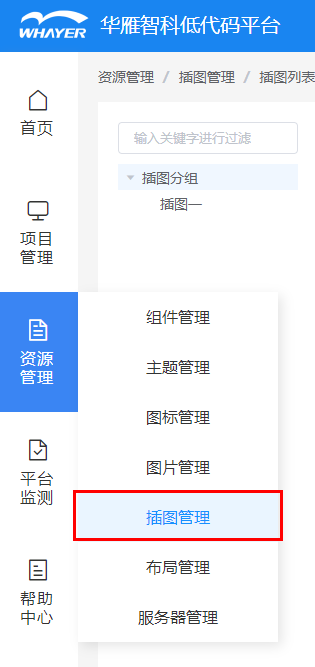 WHAYER 华雁智科低代码平台
资源管理 / 插图管理 / 插图列表
首页
项目
管理
资源
管理
平台
监测
帮助
中心
输入关键字进行过滤
插图分组
插图一
组件管理
主题管理
图标管理
图片管理
插图管理
布局管理
服务器管理